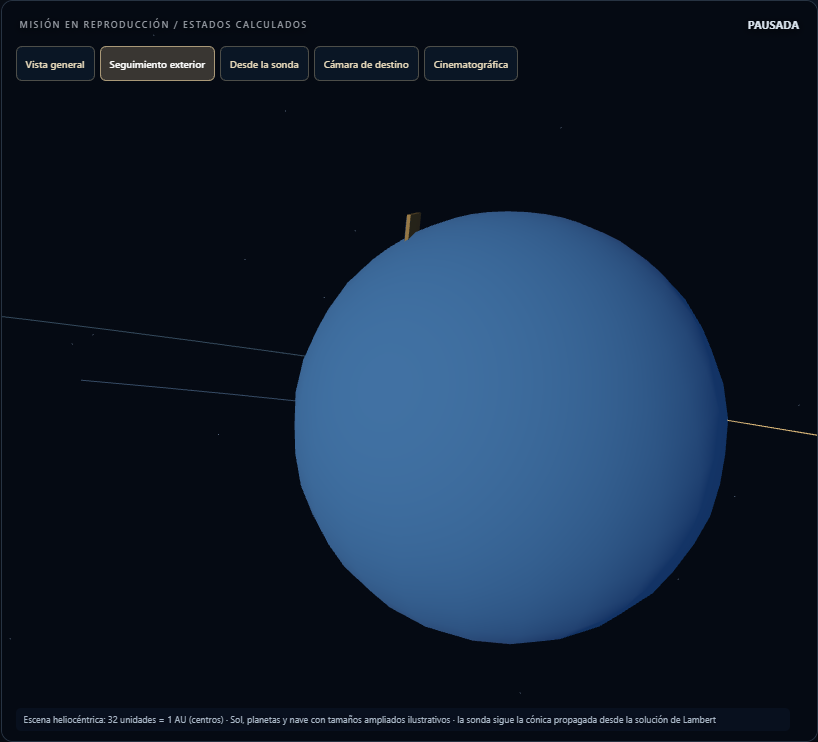 MISIÓN EN REPRODUCCIÓN / ESTADOS CALCULADOS
PAUSADA
Vista general
Seguimiento exterior
Desde la sonda
Cámara de destino
Cinematográfica
Escena heliocéntrica: 32 unidades = 1 AU (centros) · Sol, planetas y nave con tamaños ampliados ilustrativos · la sonda sigue la cónica propagada desde la solución de Lambert